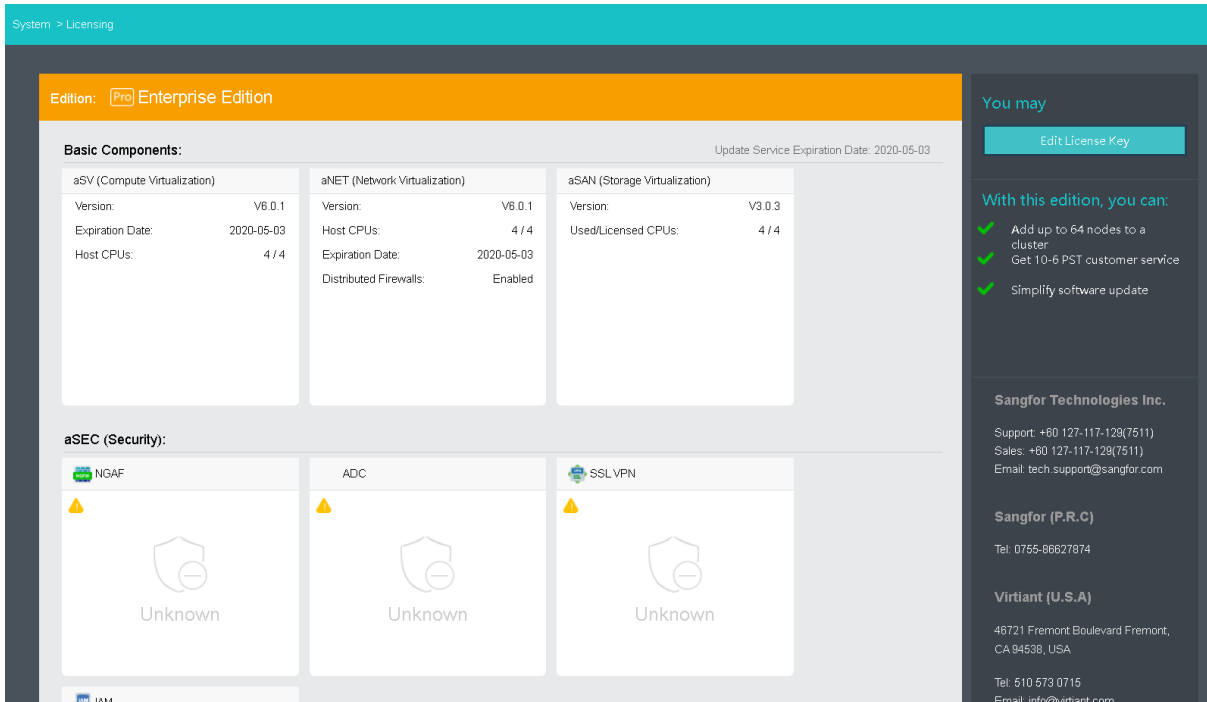 System > Licensing
Edition: Pro Enterprise Edition
Basic Components:
Update Service Expiration Date: 2020-05-03
aSV (Compute Virtualization)
Version: V6.0.1
Expiration Date: 2020-05-03
Host CPUs: 4 / 4
aNET (Network Virtualization)
Version: V6.0.1
Host CPUs: 4 / 4
Expiration Date: 2020-05-03
Distributed Firewalls: Enabled
aSAN (Storage Virtualization)
Version: V3.0.3
Used/Licensed CPUs: 4 / 4
aSEC (Security):
NGAF
Unknown
ADC
Unknown
SSL VPN
Unknown
IAM
You may
Edit License Key
With this edition, you can:
Add up to 64 nodes to a
cluster
Get 10-6 PST customer service
Simplify software update
Sangfor Technologies Inc.
Support: +60 127-117-129(7511)
Sales: +60 127-117-129(7511)
Email: tech.support@sangfor.com
Sangfor (P.R.C)
Tel: 0755-86627874
Virtiant (U.S.A)
46721 Fremont Boulevard Fremont,
CA 94538, USA
Tel: 510 573 0715
Email: info@virtiant.com